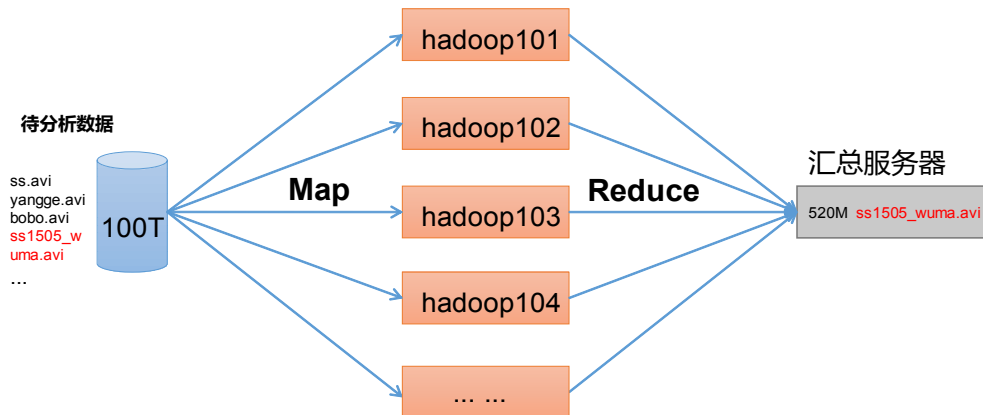 待分析数据
ss.avi
yangge.avi
bobo.avi
ss1505_w
uma.avi
...
100T
Map
hadoop101
hadoop102
hadoop103
hadoop104
... ...
Reduce
汇总服务器
520M ss1505_wuma.avi